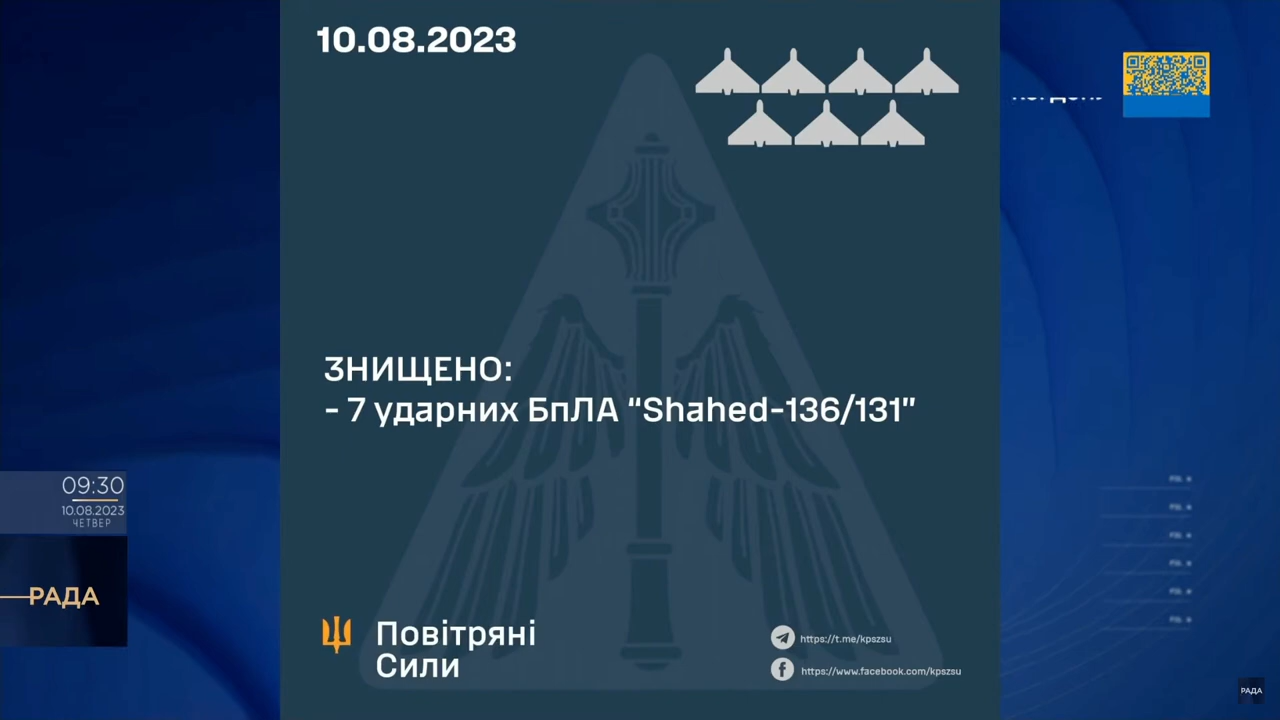 10.08.2023
ЗНИЩЕНО:
- 7 ударних БпЛА “Shahed-136/131”
09:30
10.08.2023
ЧЕТВЕР
РАДА
Повітряні
Сили
https://t.me/kpszsu
https://www.facebook.com/kpszsu
РАДА